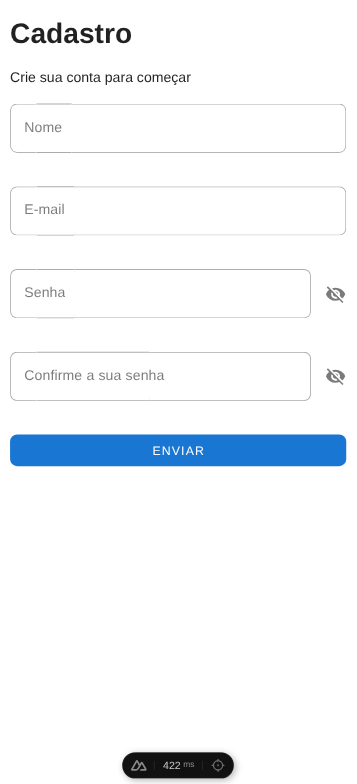 Cadastro
Crie sua conta para começar
Nome
E-mail
Senha
Confirme a sua senha
ENVIAR
422 ms